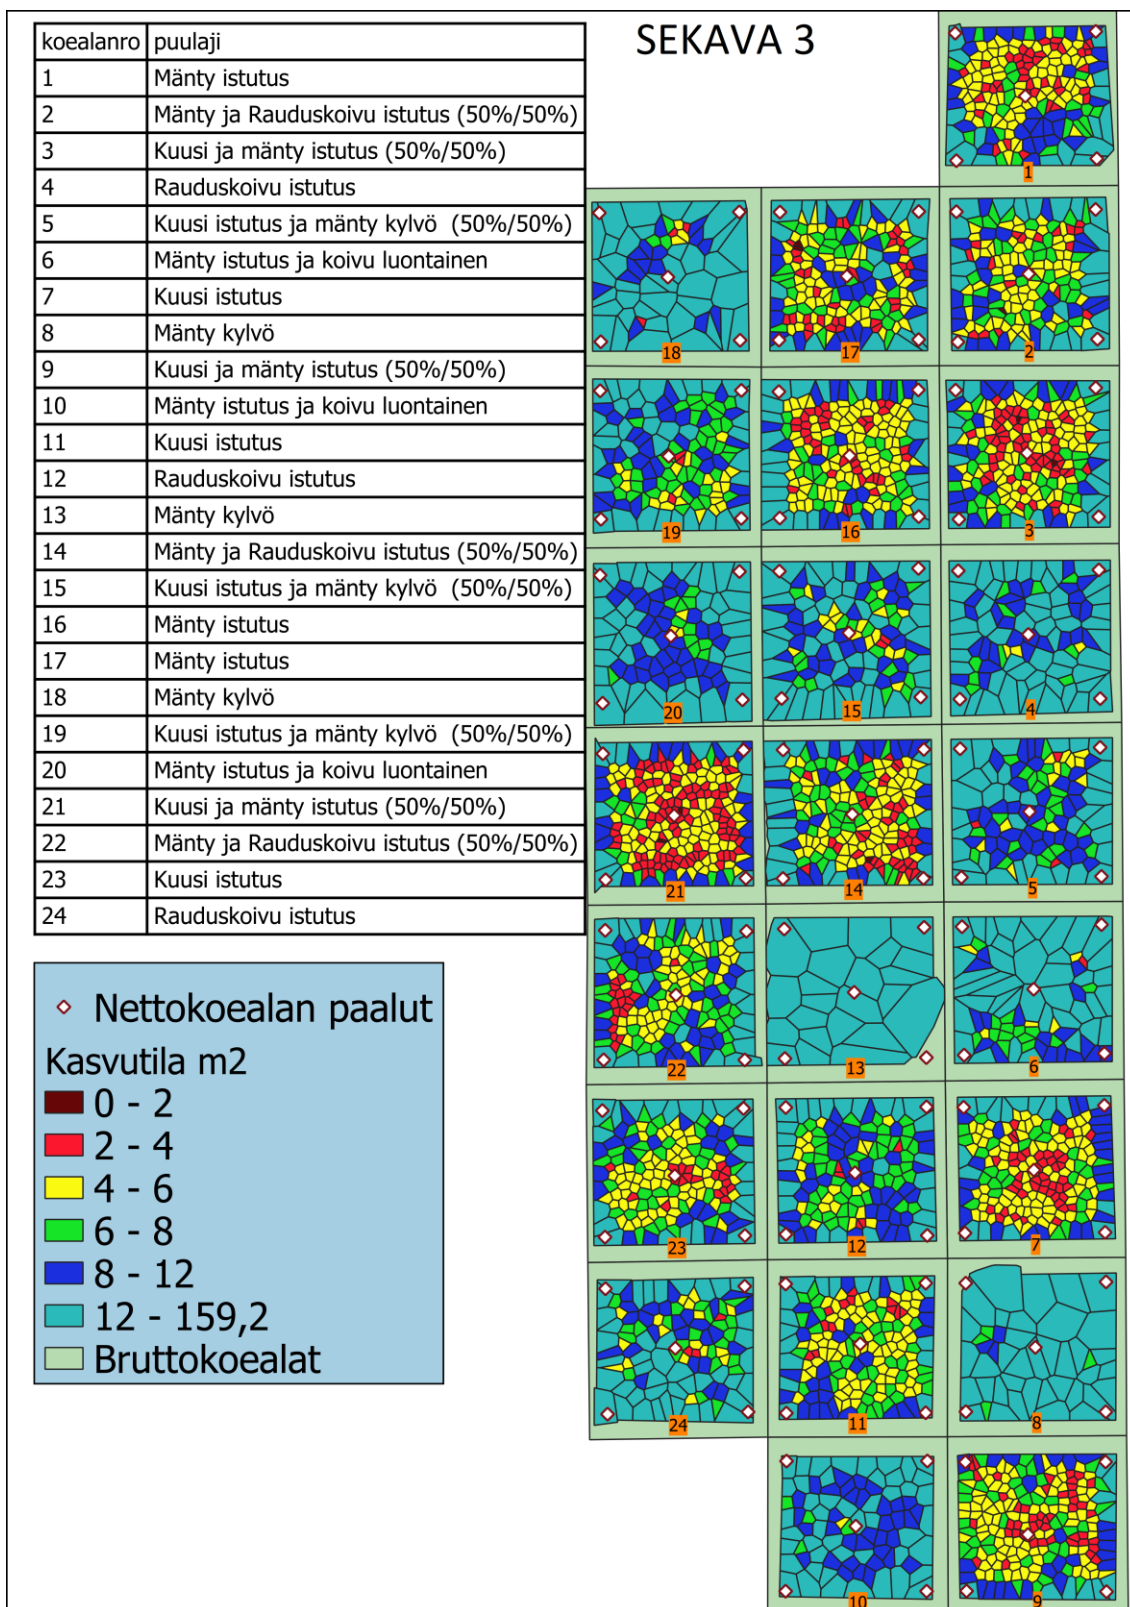 SEKAVA 3
koealanro puulaji
1 Mänty istutus
2 Mänty ja Rauduskoivu istutus (50%/50%)
3 Kuusi ja mänty istutus (50%/50%)
4 Rauduskoivu istutus
5 Kuusi istutus ja mänty kylvö (50%/50%)
6 Mänty istutus ja koivu luontainen
7 Kuusi istutus
8 Mänty kylvö
9 Kuusi ja mänty istutus (50%/50%)
10 Mänty istutus ja koivu luontainen
11 Kuusi istutus
12 Rauduskoivu istutus
13 Mänty kylvö
14 Mänty ja Rauduskoivu istutus (50%/50%)
15 Kuusi istutus ja mänty kylvö (50%/50%)
16 Mänty istutus
17 Mänty istutus
18 Mänty kylvö
19 Kuusi istutus ja mänty kylvö (50%/50%)
20 Mänty istutus ja koivu luontainen
21 Kuusi ja mänty istutus (50%/50%)
22 Mänty ja Rauduskoivu istutus (50%/50%)
23 Kuusi istutus
24 Rauduskoivu istutus
Nettokoealan paalut
Kasvutila m2
0 - 2
2 - 4
4 - 6
6 - 8
8 - 12
12 - 159,2
Bruttokoealat
1
18 17 2
19 16 3
20 15 4
21 14 5
22 13 6
23 12 7
24 11 8
10 9